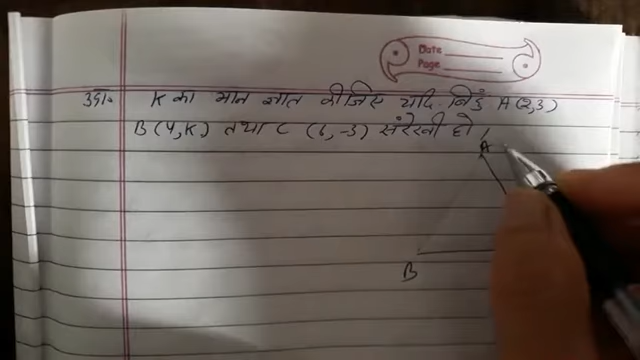 Date
Page
उदा० K का मान ज्ञात कीजिए यदि बिंदु A(2,3)
B(4,K) तथा C (6,-3) संरेखी हो।
A
B